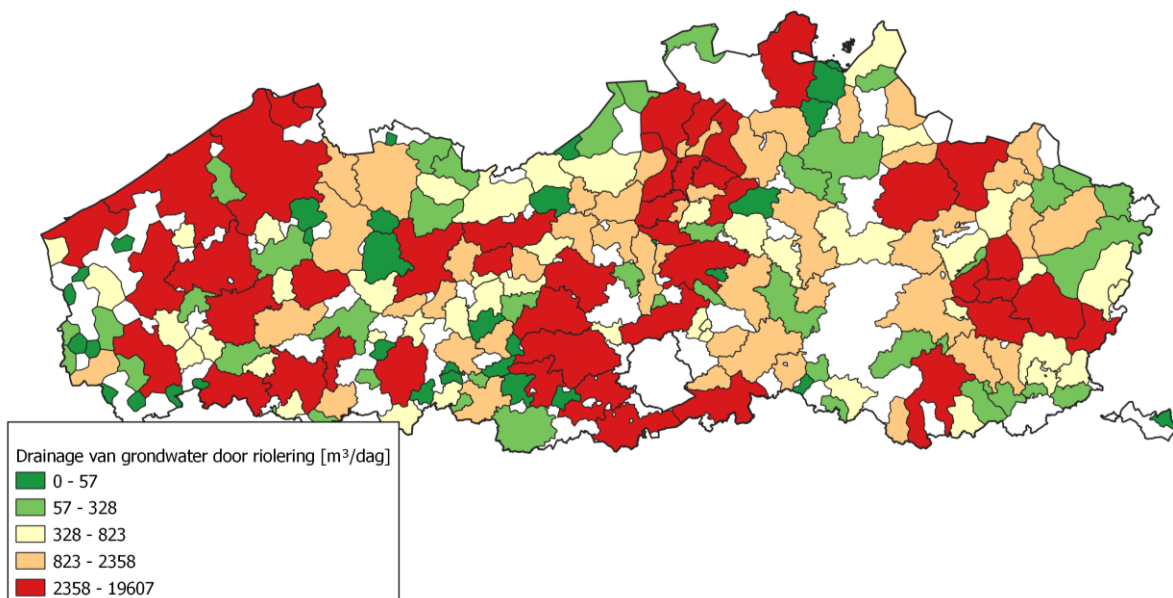 Drainage van grondwater door riolering [m³/dag]
0 - 57
57 - 328
328 - 823
823 - 2358
2358 - 19607